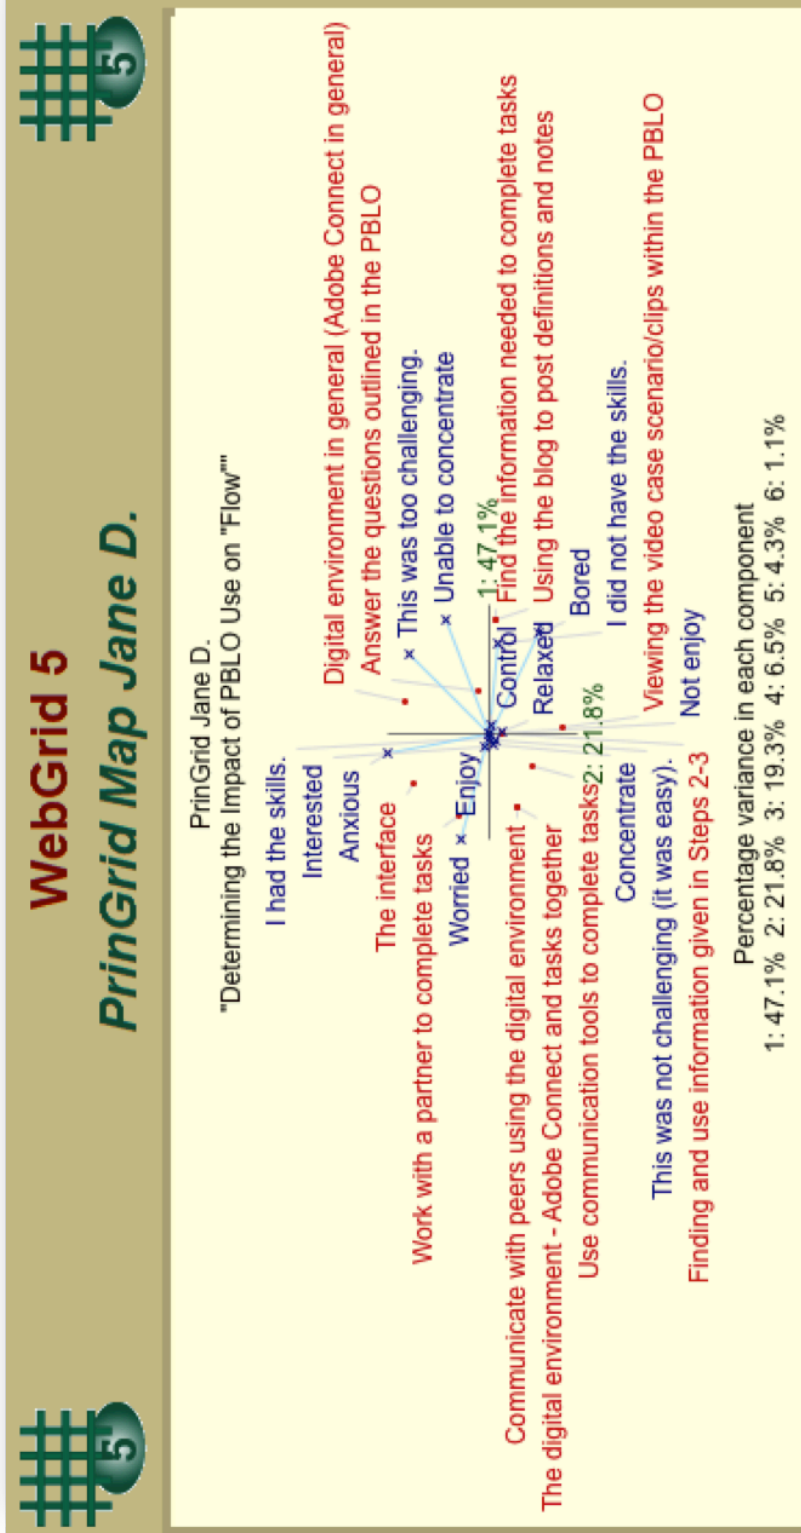 WebGrid 5
5
5
PrinGrid Map Jane D.
PrinGrid Jane D.
"Determining the Impact of PBLO Use on "Flow""
I had the skills.
Interested
Digital environment in general (Adobe Connect in general)
Anxious
Answer the questions outlined in the PBLO
The interface
This was too challenging.
Work with a partner to complete tasks
Unable to concentrate
Worried
Enjoy
1: 47.1%
Control
Find the information needed to complete tasks
Communicate with peers using the digital environment
Relaxed
Using the blog to post definitions and notes
The digital environment - Adobe Connect and tasks together
Bored
Use communication tools to complete tasks
2: 21.8%
I did not have the skills.
Concentrate
Viewing the video case scenario/clips within the PBLO
This was not challenging (it was easy).
Not enjoy
Finding and use information given in Steps 2-3
Percentage variance in each component
1: 47.1% 2: 21.8% 3: 19.3% 4: 6.5% 5: 4.3% 6: 1.1%